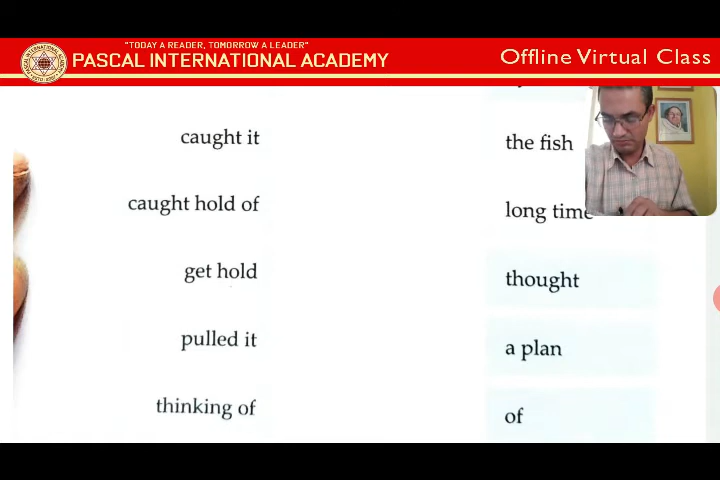 "TODAY A READER, TOMORROW A LEADER"
PASCAL INTERNATIONAL ACADEMY
Offline Virtual Class
caught it
the fish
caught hold of
long time
get hold
thought
pulled it
a plan
thinking of
of